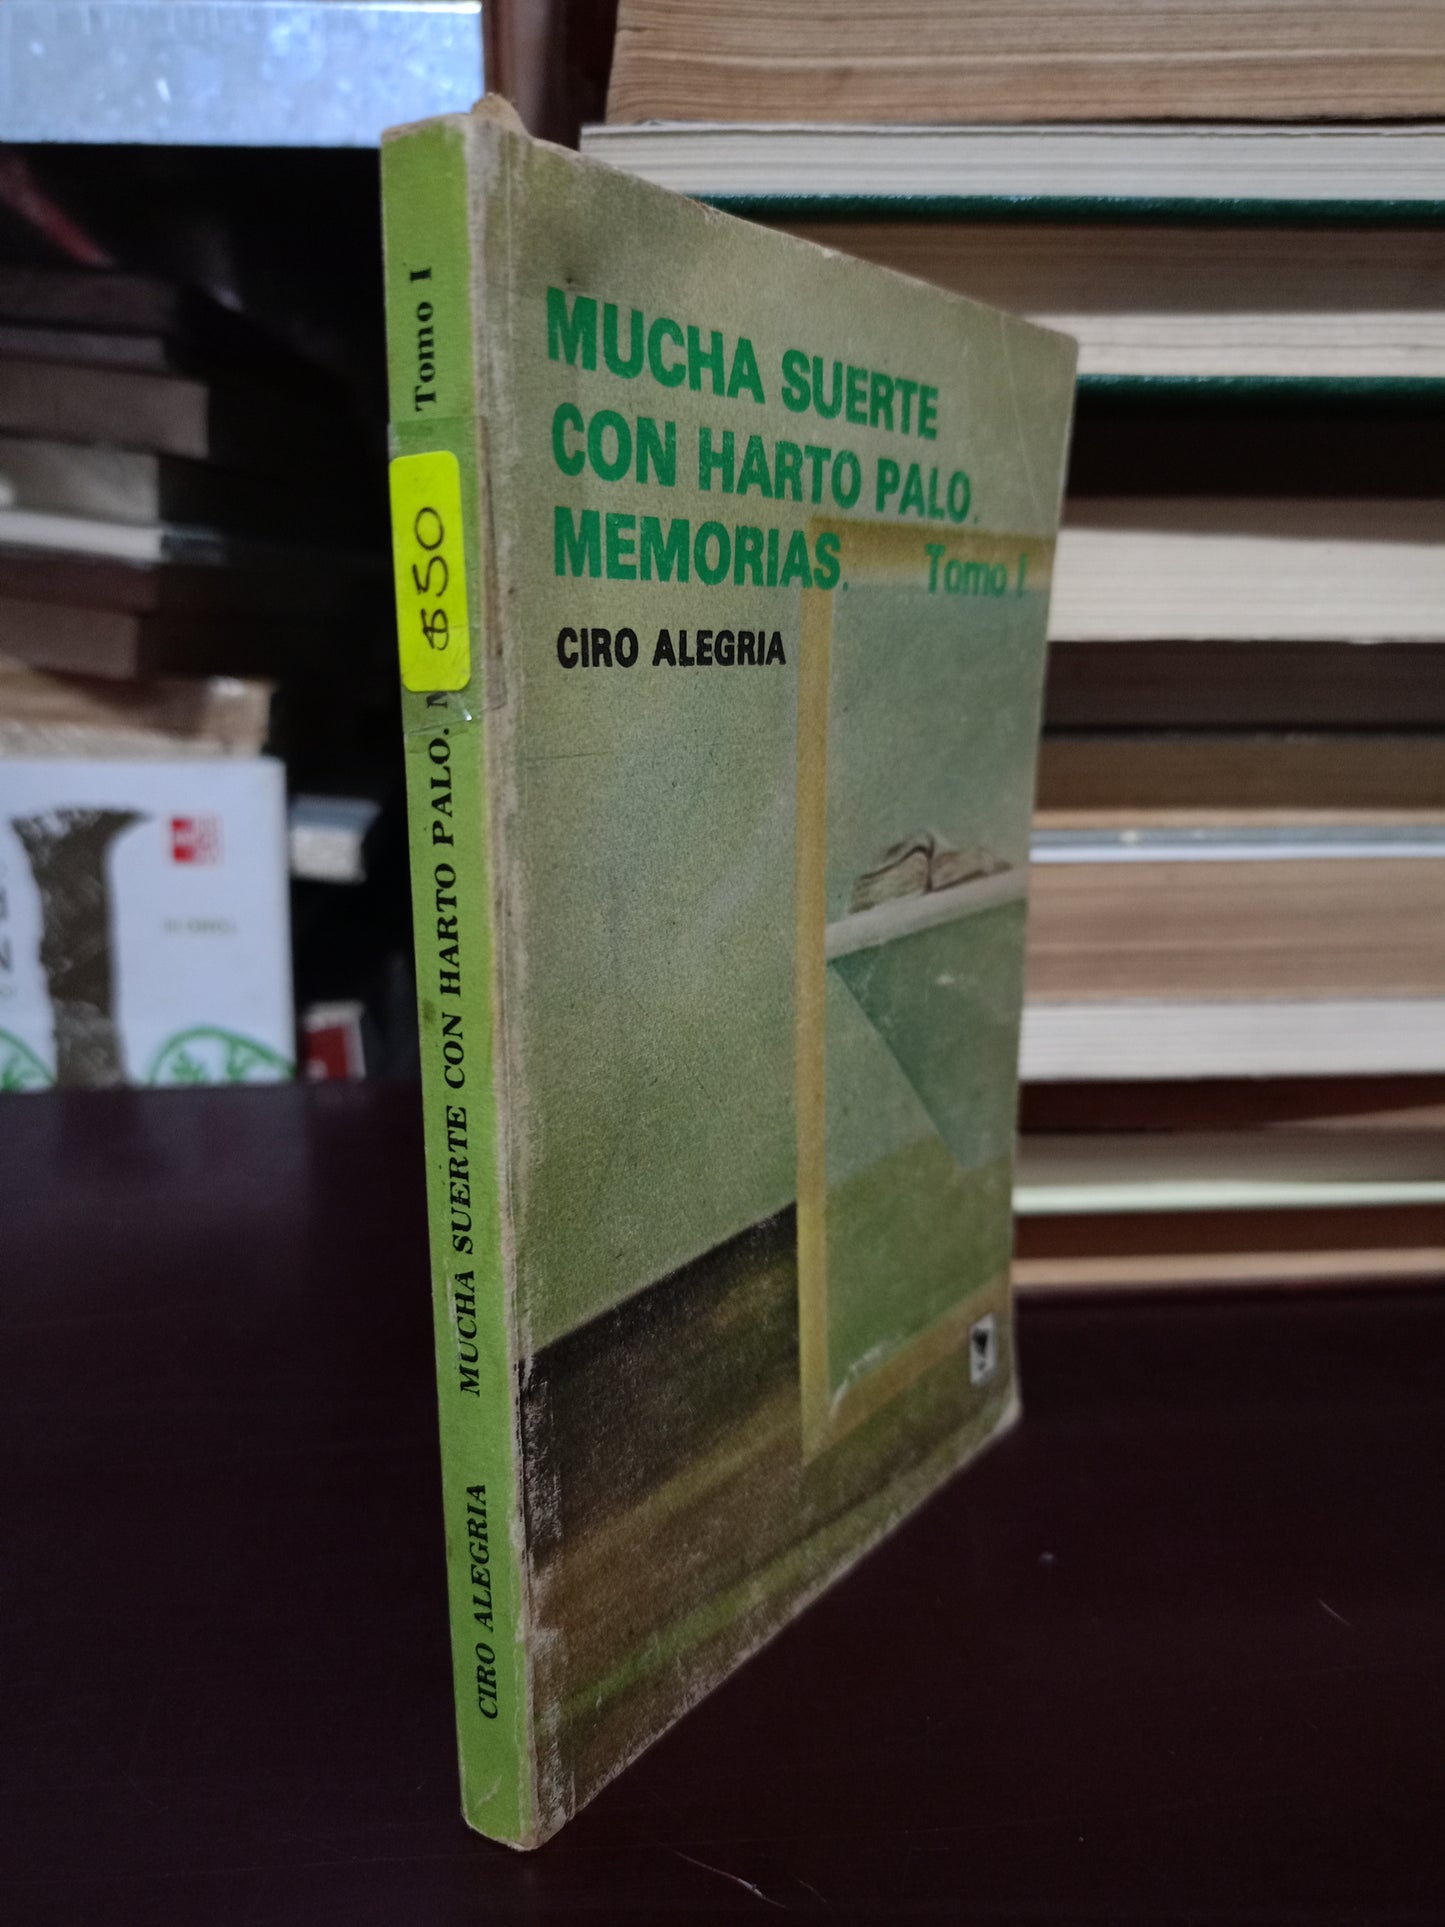 MUCHA SUERTE
CON HARTO PALO.
MEMORIAS. Tomo I
CIRO ALEGRIA
CIRO ALEGRIA MUCHA SUERTE CON HARTO PALO. M Tomo I
$50